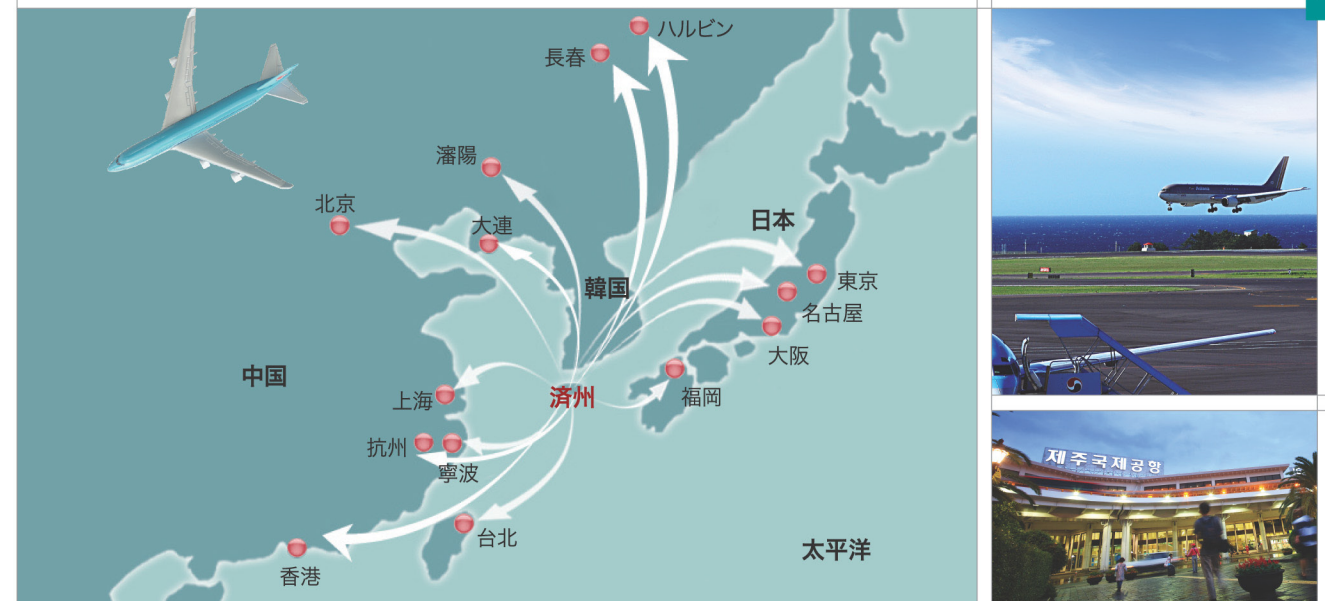 ハルビン
長春
瀋陽
北京
大連
日本
韓国
東京
名古屋
大阪
中国
済州
上海
福岡
抗州
寧波
台北
太平洋
香港
제주국제공항